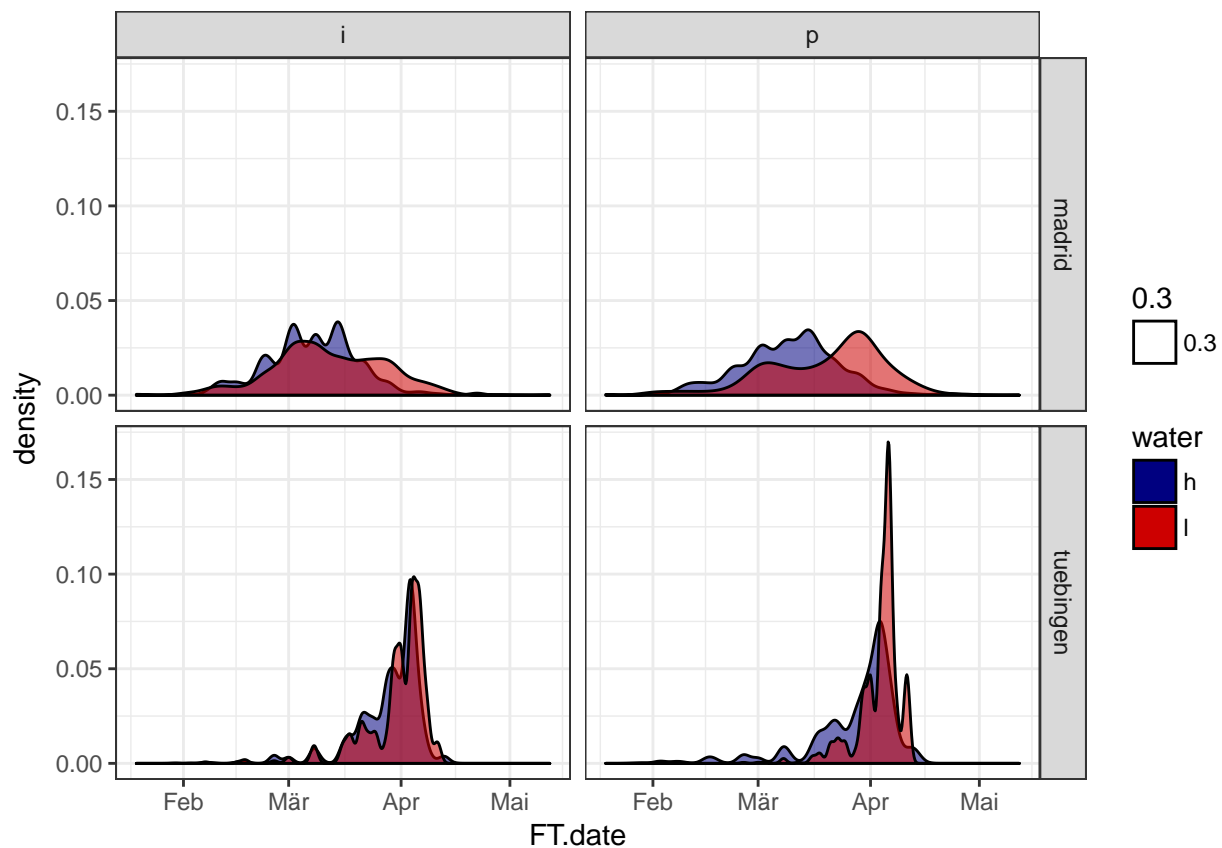 i
p
0.15
0.10
0.05
0.00
madrid
0.15
0.10
0.05
0.00
tuebingen
density
Feb
Mär
Apr
Mai
Feb
Mär
Apr
Mai
FT.date
0.3
0.3
water
h
l